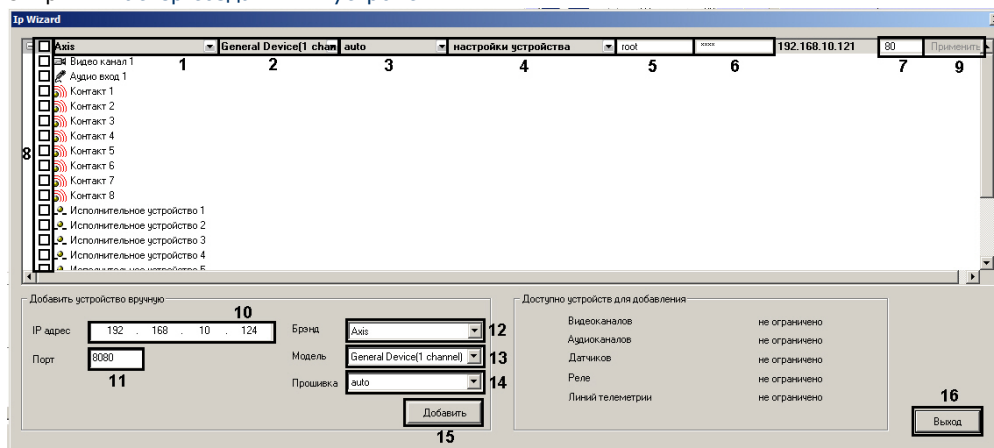 Ip Wizard
Axis General Device(1 chan auto настройки устройства root **** 192.168.10.121 80 Применить
1 2 3 4 5 6 7 9
Видео канал 1
Аудио вход 1
Контакт 1
Контакт 2
Контакт 3
Контакт 4
8 Контакт 5
Контакт 6
Контакт 7
Контакт 8
Исполнительное устройство 1
Исполнительное устройство 2
Исполнительное устройство 3
Исполнительное устройство 4
Исполнительное устройство 5
Добавить устройство вручную
10
IP адрес 192 . 168 . 10 . 124
Порт 8080
11
Брэнд Axis 12
Модель General Device(1 channel) 13
Прошивка auto 14
Добавить
15
Доступно устройств для добавления
Видеоканалов не ограничено
Аудиоканалов не ограничено
Датчиков не ограничено
Реле не ограничено
Линий телеметрии не ограничено
16
Выход